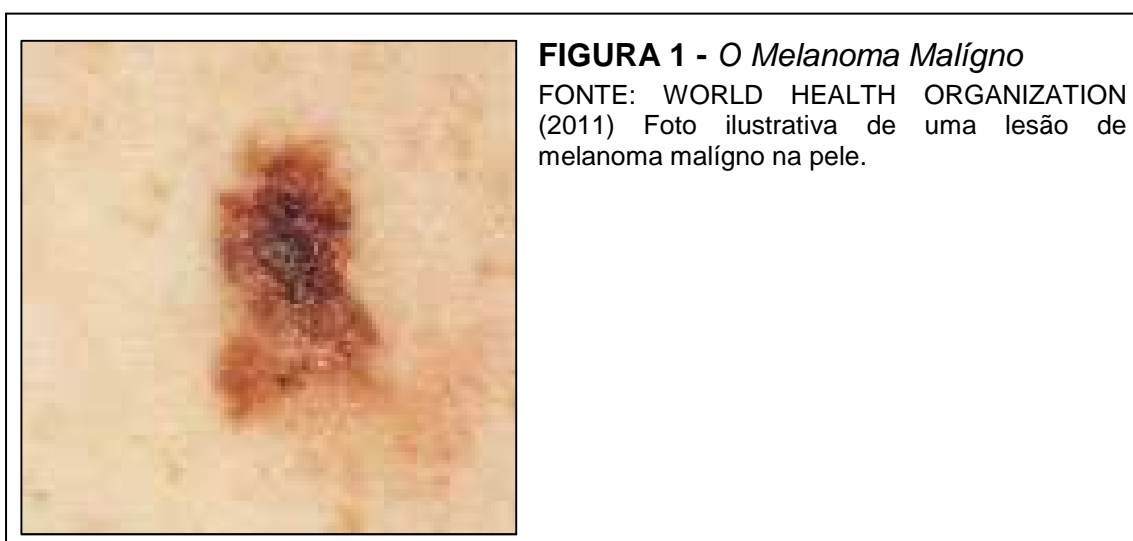 FIGURA 1 - O Melanoma Malígno
FONTE: WORLD HEALTH ORGANIZATION
(2011) Foto ilustrativa de uma lesão de
melanoma malígno na pele.